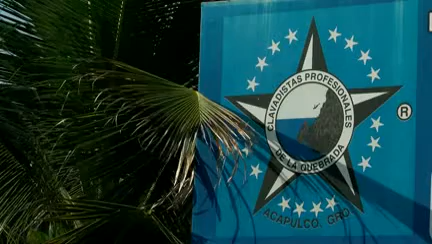 CLAVADISTAS PROFESIONALES
DE LA QUEBRADA
®
ACAPULCO, GRO